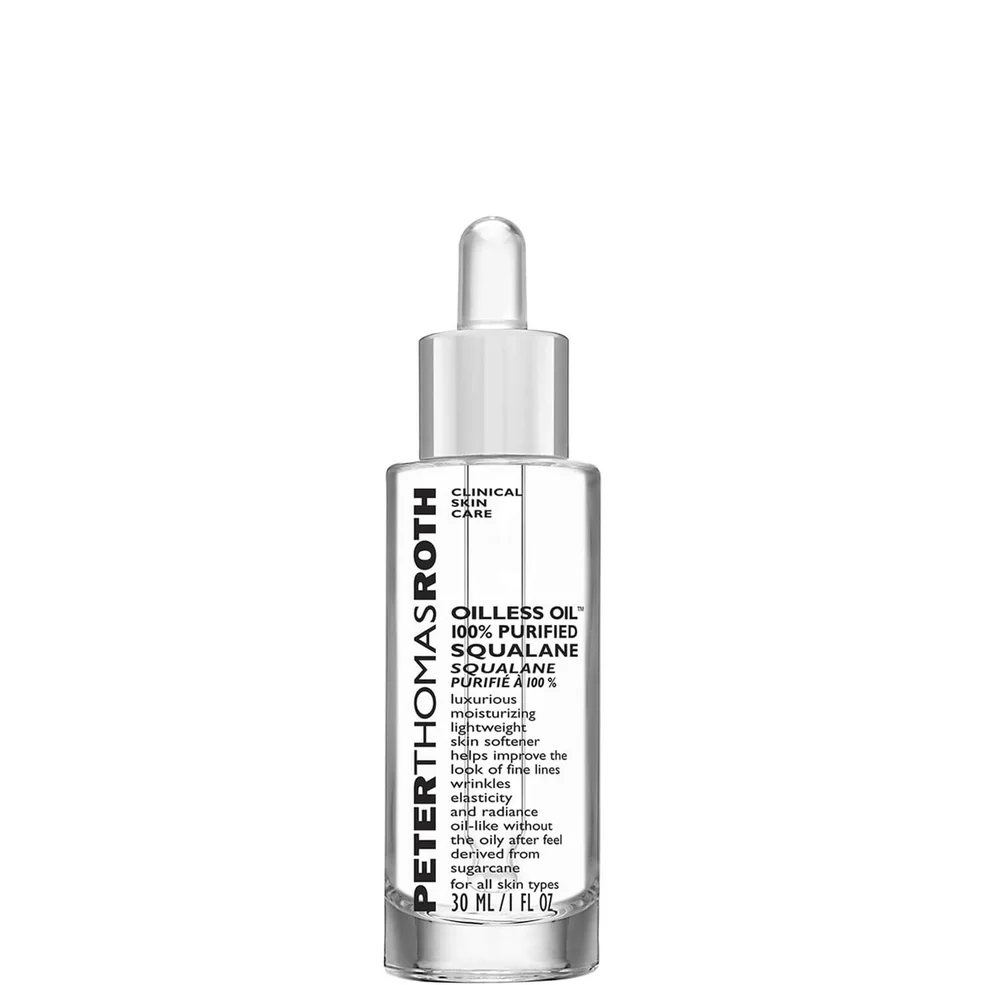 PETERTHOMASROTH
CLINICAL
SKIN
CARE
OILLESS OIL™
100% PURIFIED
SQUALANE
SQUALANE
PURIFIÉ À 100 %
luxurious
moisturizing
lightweight
skin softener
helps improve the
look of fine lines
wrinkles
elasticity
and radiance
oil-like without
the oily after feel
derived from
sugarcane
for all skin types
30 ML/1 FL OZ